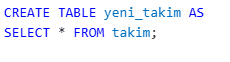 CREATE TABLE yeni_takim AS
SELECT * FROM takim;